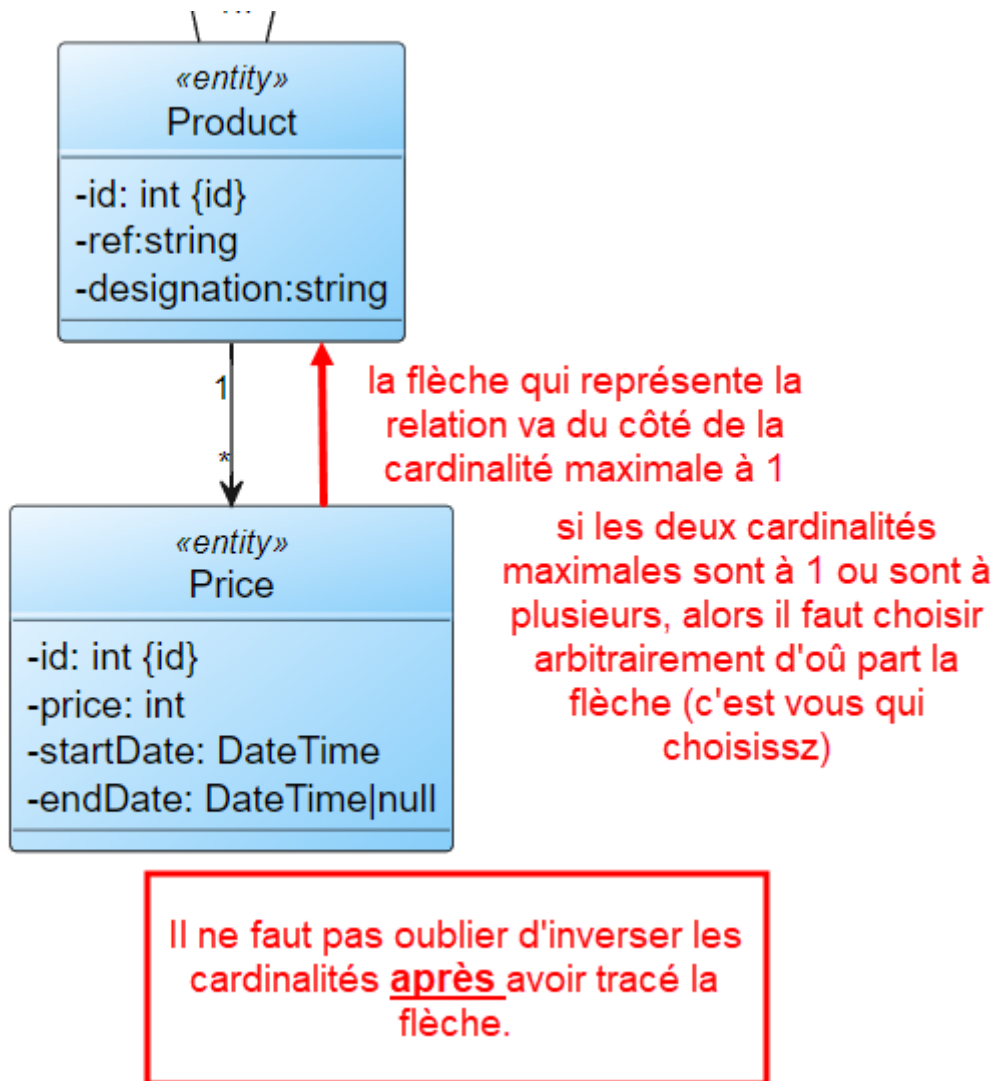 «entity»
Product
-id: int {id}
-ref:string
-designation:string
1
*
la flèche qui représente la
relation va du côté de la
cardinalité maximale à 1
«entity»
Price
-id: int {id}
-price: int
-startDate: DateTime
-endDate: DateTime|null
si les deux cardinalités
maximales sont à 1 ou sont à
plusieurs, alors il faut choisir
arbitrairement d'oû part la
flèche (c'est vous qui
choisissz)
Il ne faut pas oublier d'inverser les
cardinalités après avoir tracé la
flèche.